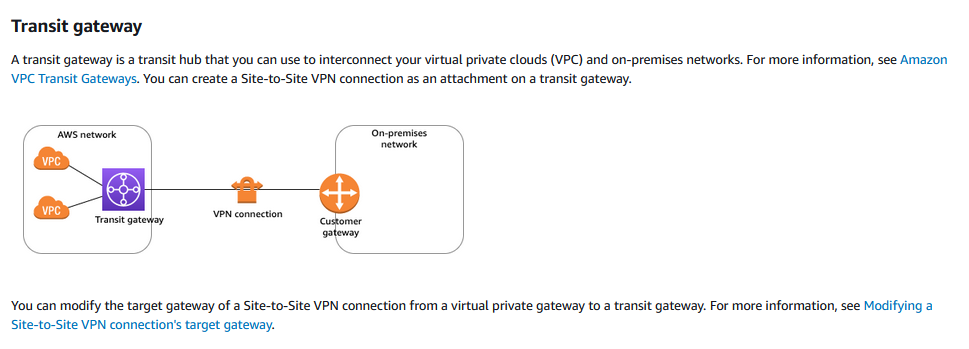 Transit gateway
A transit gateway is a transit hub that you can use to interconnect your virtual private clouds (VPC) and on-premises networks. For more information, see Amazon
VPC Transit Gateways. You can create a Site-to-Site VPN connection as an attachment on a transit gateway.
AWS network
On-premises
network
VPC
VPC
Transit gateway
VPN connection
Customer
gateway
You can modify the target gateway of a Site-to-Site VPN connection from a virtual private gateway to a transit gateway. For more information, see Modifying a
Site-to-Site VPN connection's target gateway.